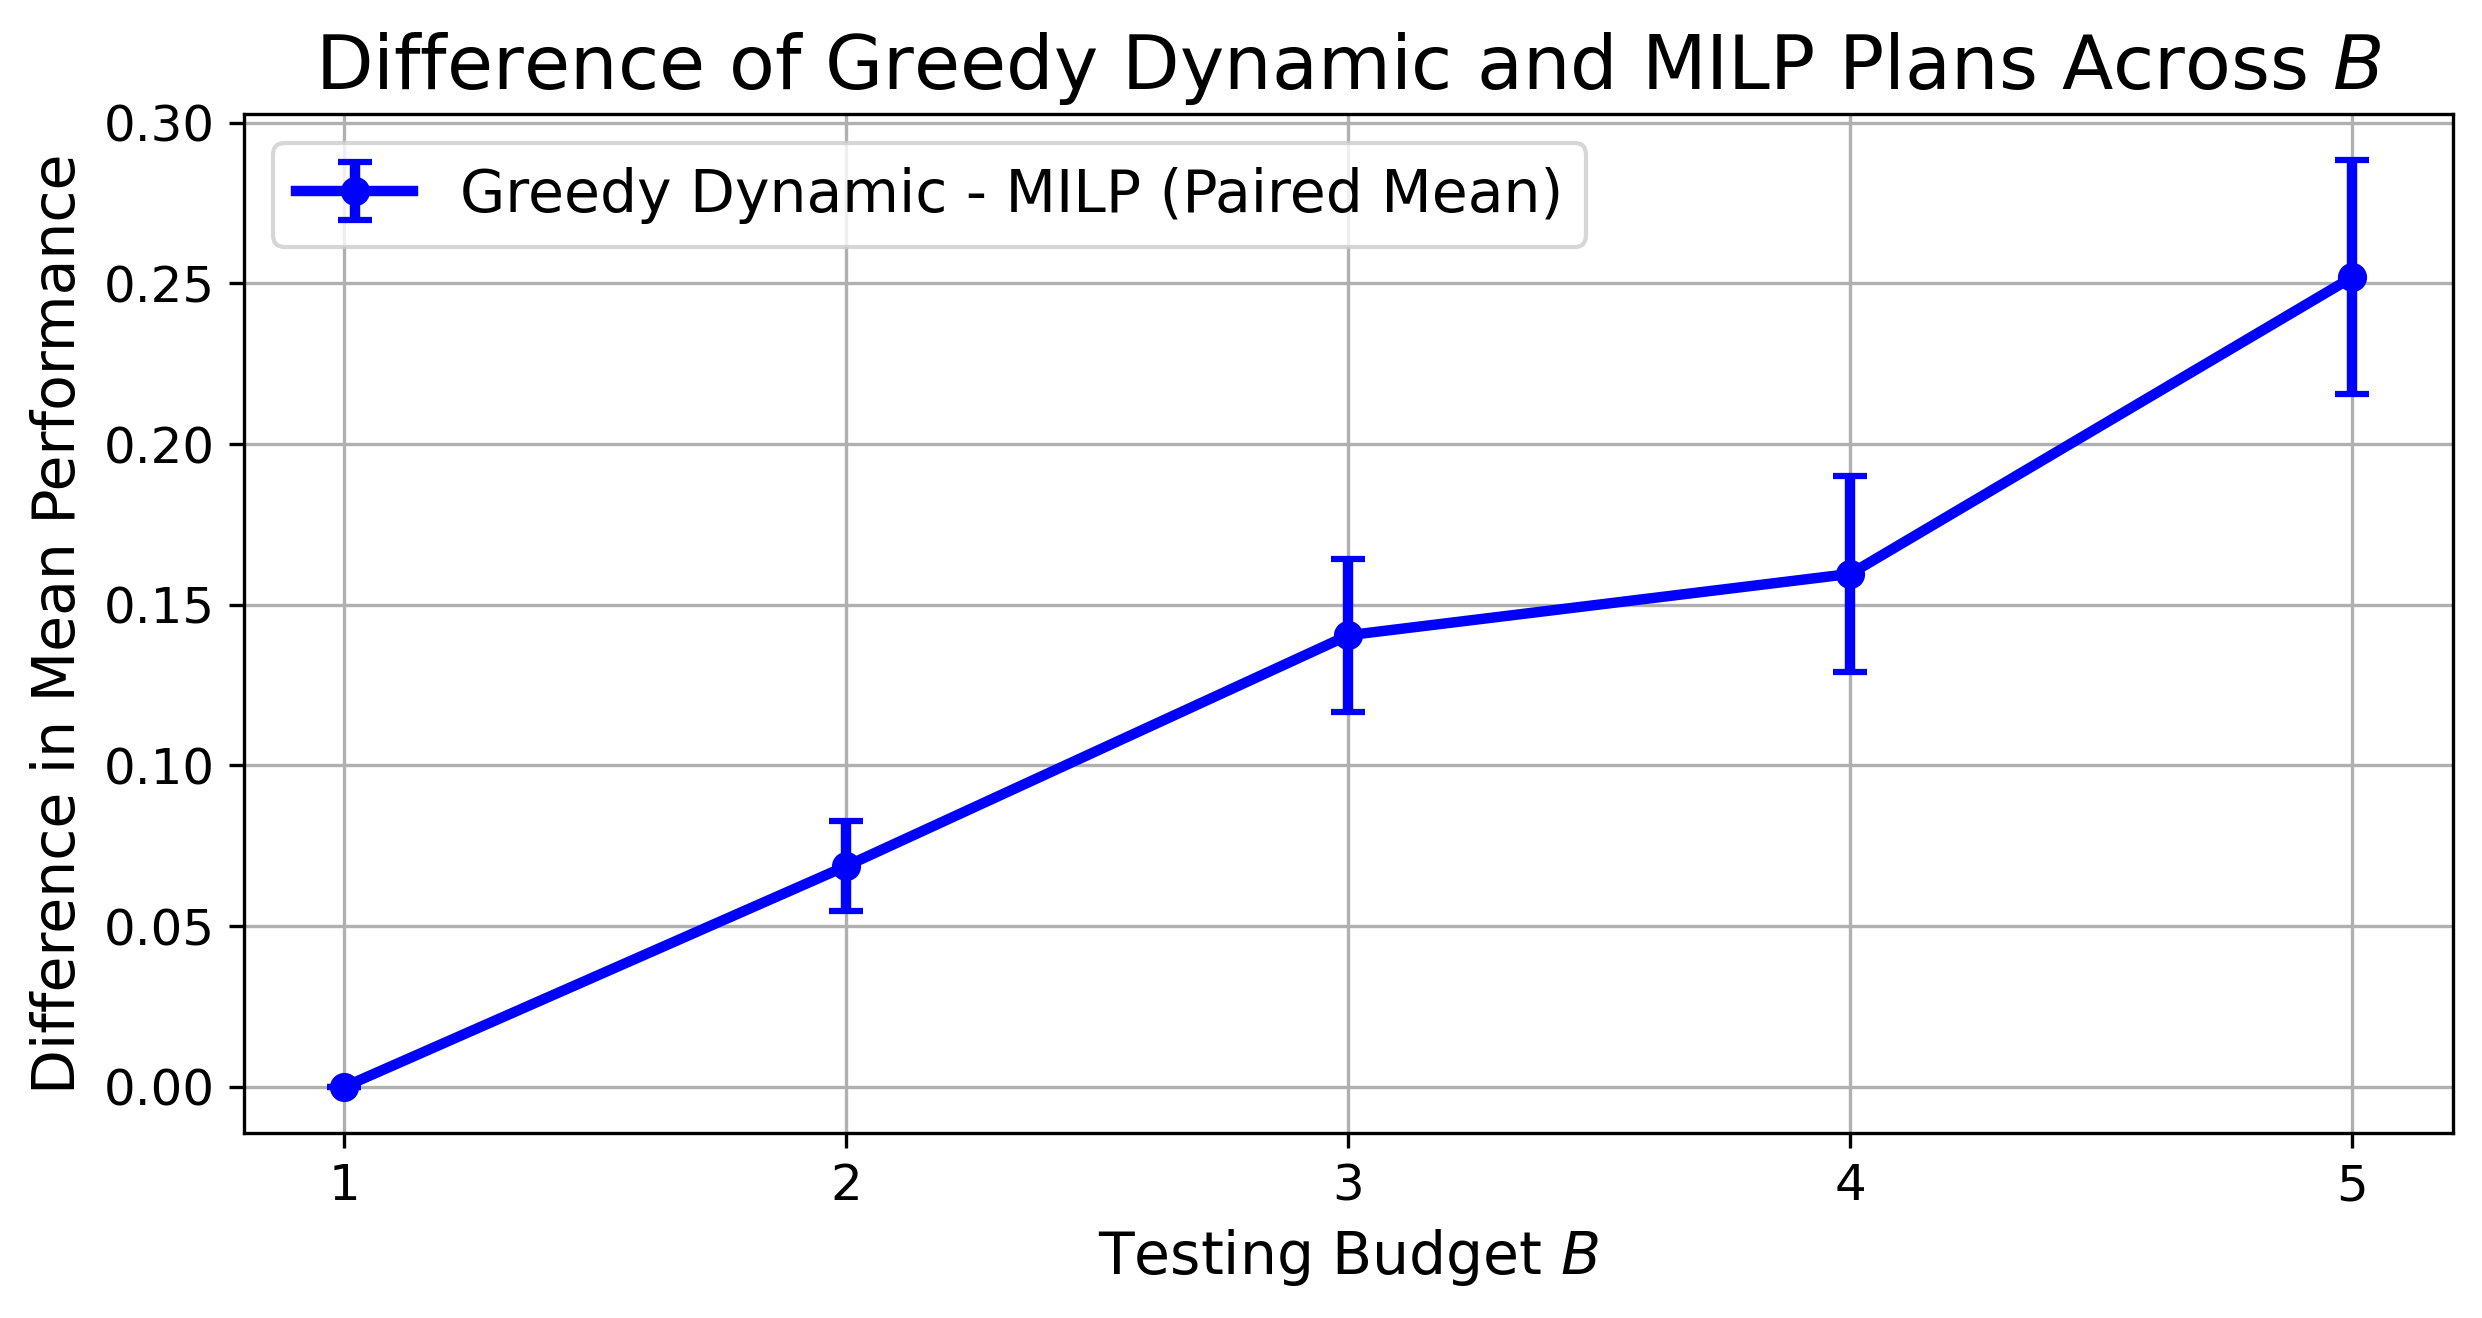 Difference of Greedy Dynamic and MILP Plans Across B
Greedy Dynamic - MILP (Paired Mean)
Difference in Mean Performance
0.30
0.25
0.20
0.15
0.10
0.05
0.00
1 2 3 4 5
Testing Budget B